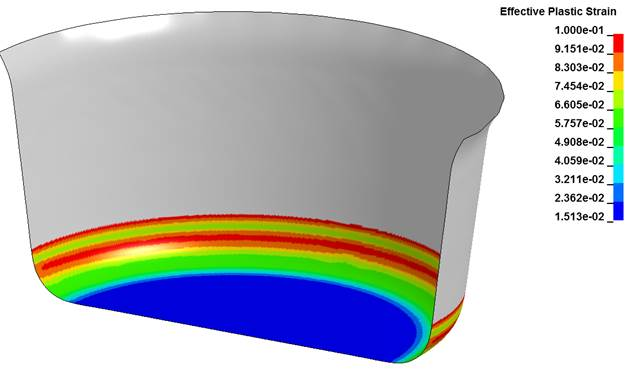 Effective Plastic Strain
1.000e-01
9.151e-02
8.303e-02
7.454e-02
6.605e-02
5.757e-02
4.908e-02
4.059e-02
3.211e-02
2.362e-02
1.513e-02